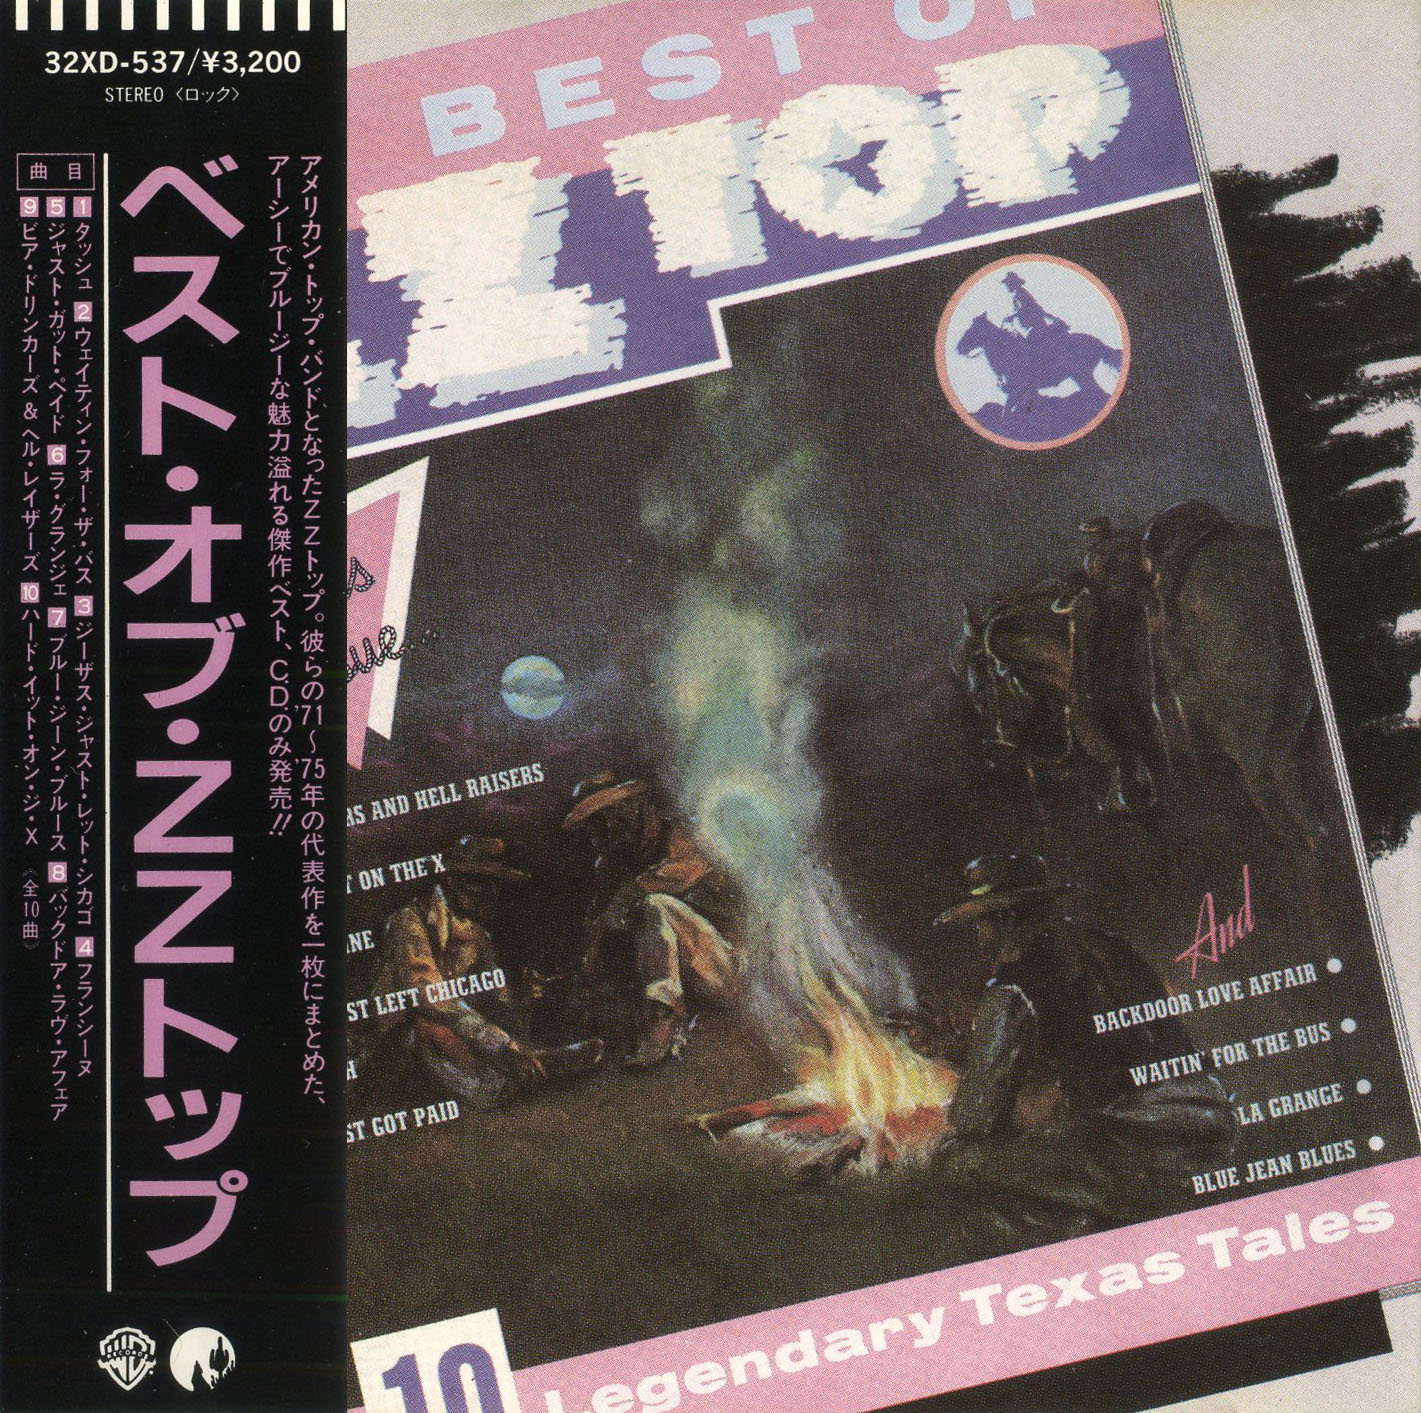 32XD-537/¥3,200
STEREO〈ロック〉
アメリカン・トップ・バンドとなったZZトップ。彼らの'71〜'75年の代表作を一枚にまとめた、
アーシーでブルージーな魅力溢れる傑作ベスト、C.D.のみ発売!!
ベスト・オブ・ZZトップ
曲目
1 タッシュ 2 ウェイティン・フォー・ザ・バス 3 ジーザス・ジャスト・レット・シカゴ 4 フランシーヌ
5 ジャスト・ガット・ペイド 6 ラ・グランジェ 7 ブルー・ジーン・ブルース 8 バックドア・ラヴ・アフェア
9 ビア・ドリンカーズ & ヘル・レイザーズ 10 ハード・イット・オン・ジ・X 〈全10曲〉
RECORDS
BEST OF
Z TOP
NS AND HELL RAISERS
T ON THE X
INE
ST LEFT CHICAGO
H
ST GOT PAID
And
BACKDOOR LOVE AFFAIR
WAITIN' FOR THE BUS
LA GRANGE
BLUE JEAN BLUES
10 Legendary Texas Tales